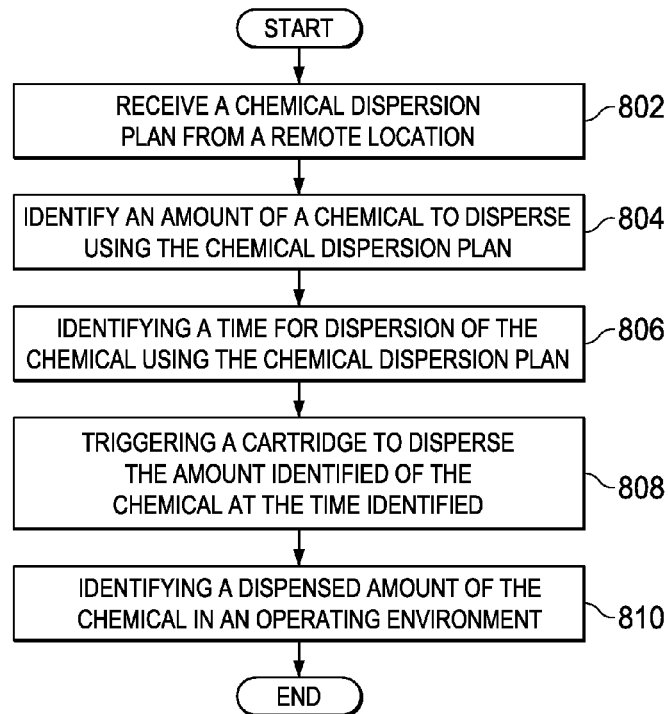 START
RECEIVE A CHEMICAL DISPERSION
PLAN FROM A REMOTE LOCATION
802
IDENTIFY AN AMOUNT OF A CHEMICAL TO DISPERSE
USING THE CHEMICAL DISPERSION PLAN
804
IDENTIFYING A TIME FOR DISPERSION OF THE
CHEMICAL USING THE CHEMICAL DISPERSION PLAN
806
TRIGGERING A CARTRIDGE TO DISPERSE
THE AMOUNT IDENTIFIED OF THE
CHEMICAL AT THE TIME IDENTIFIED
808
IDENTIFYING A DISPENSED AMOUNT OF THE
CHEMICAL IN AN OPERATING ENVIRONMENT
810
END